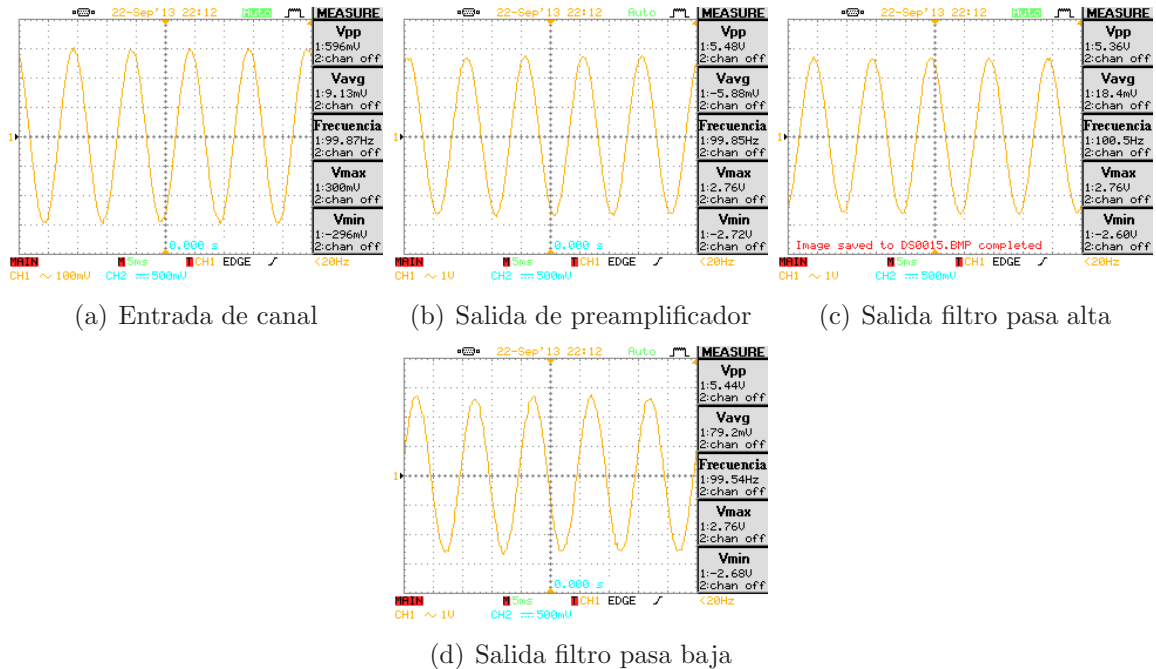 22-Sep'13 22:12 Auto MEASURE
Vpp
1:596mV
2:chan off
Vavg
1:9.13mV
2:chan off
Frecuencia
1:99.87Hz
2:chan off
Vmax
1:300mV
2:chan off
Vmin
1:-296mV
2:chan off
1
0.000 s
MAIN M 5ms T CH1 EDGE <20Hz
CH1 ~ 100mV CH2 500mV
(a) Entrada de canal
22-Sep'13 22:12 Auto MEASURE
Vpp
1:5.48V
2:chan off
Vavg
1:-5.88mV
2:chan off
Frecuencia
1:99.85Hz
2:chan off
Vmax
1:2.76V
2:chan off
Vmin
1:-2.72V
2:chan off
1
0.000 s
MAIN M 5ms T CH1 EDGE <20Hz
CH1 ~ 1V CH2 500mV
(b) Salida de preamplificador
22-Sep'13 22:12 Auto MEASURE
Vpp
1:5.36V
2:chan off
Vavg
1:18.4mV
2:chan off
Frecuencia
1:100.5Hz
2:chan off
Vmax
1:2.76V
2:chan off
Vmin
1:-2.60V
2:chan off
1
Image saved to DS0015.BMP completed
MAIN M 5ms T CH1 EDGE <20Hz
CH1 ~ 1V CH2 500mV
(c) Salida filtro pasa alta
22-Sep'13 22:12 Auto MEASURE
Vpp
1:5.44V
2:chan off
Vavg
1:79.2mV
2:chan off
Frecuencia
1:99.54Hz
2:chan off
Vmax
1:2.76V
2:chan off
Vmin
1:-2.68V
2:chan off
1
0.000 s
MAIN M 5ms T CH1 EDGE <20Hz
CH1 ~ 1V CH2 500mV
(d) Salida filtro pasa baja